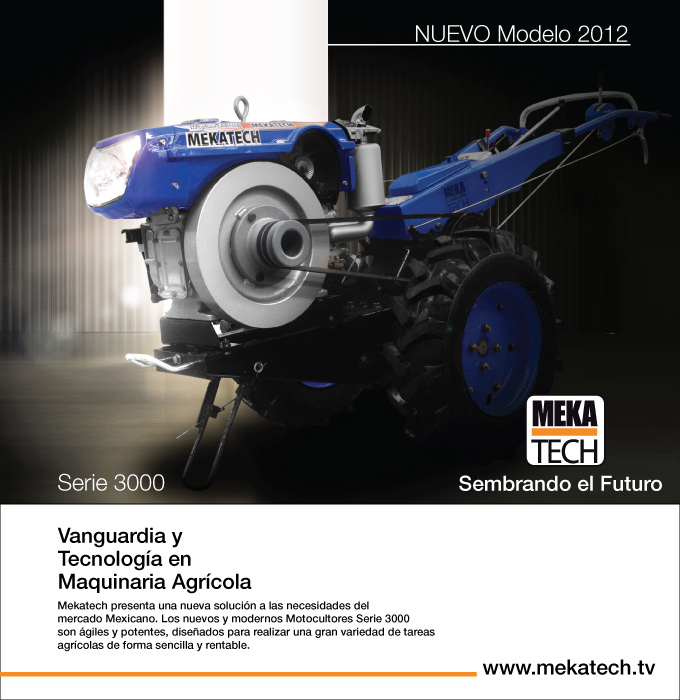 NUEVO Modelo 2012
MEKATECH
MEKATECH
MEKA
TECH
MEKA
TECH
Serie 3000
Sembrando el Futuro
Vanguardia y
Tecnología en
Maquinaria Agrícola
Mekatech presenta una nueva solución a las necesidades del
mercado Mexicano. Los nuevos y modernos Motocultores Serie 3000
son ágiles y potentes, diseñados para realizar una gran variedad de tareas
agrícolas de forma sencilla y rentable.
www.mekatech.tv